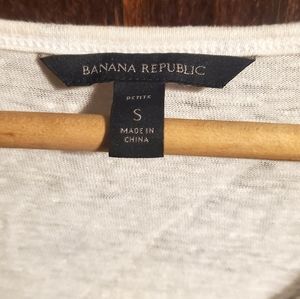 BANANA REPUBLIC
PETITE
S
MADE IN
CHINA